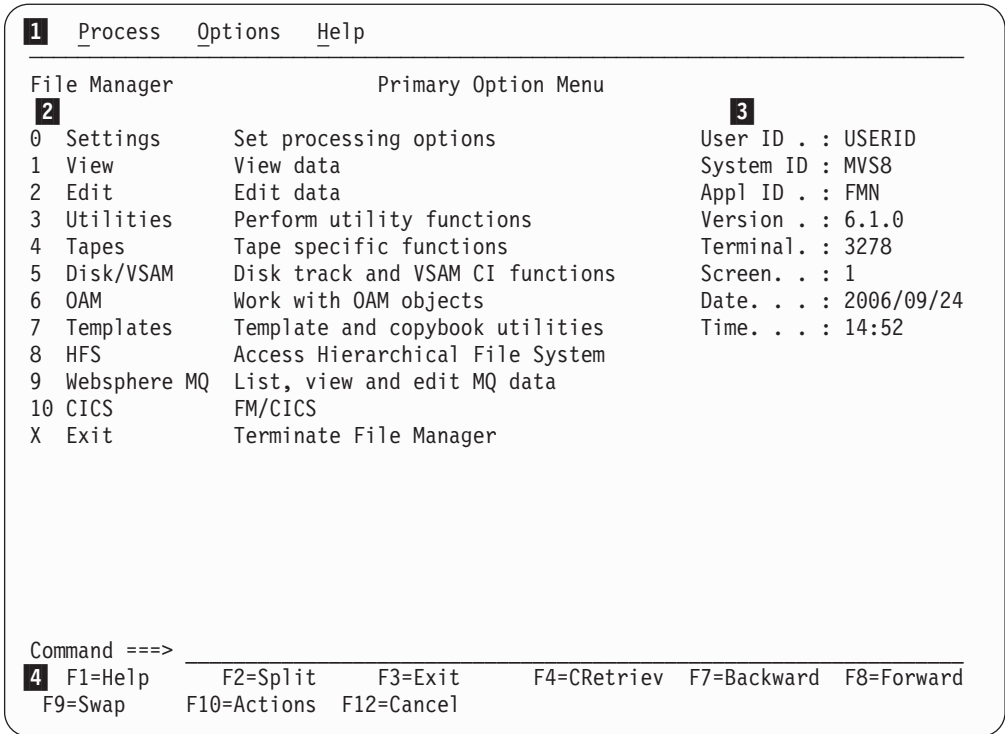 1 Process Options Help
File Manager Primary Option Menu
2 3
0 Settings Set processing options User ID . : USERID
1 View View data System ID : MVS8
2 Edit Edit data Appl ID . : FMN
3 Utilities Perform utility functions Version . : 6.1.0
4 Tapes Tape specific functions Terminal. : 3278
5 Disk/VSAM Disk track and VSAM CI functions Screen. . : 1
6 OAM Work with OAM objects Date. . . : 2006/09/24
7 Templates Template and copybook utilities Time. . . : 14:52
8 HFS Access Hierarchical File System
9 Websphere MQ List, view and edit MQ data
10 CICS FM/CICS
X Exit Terminate File Manager
Command ===>
4 F1=Help F2=Split F3=Exit F4=CRetriev F7=Backward F8=Forward
F9=Swap F10=Actions F12=Cancel